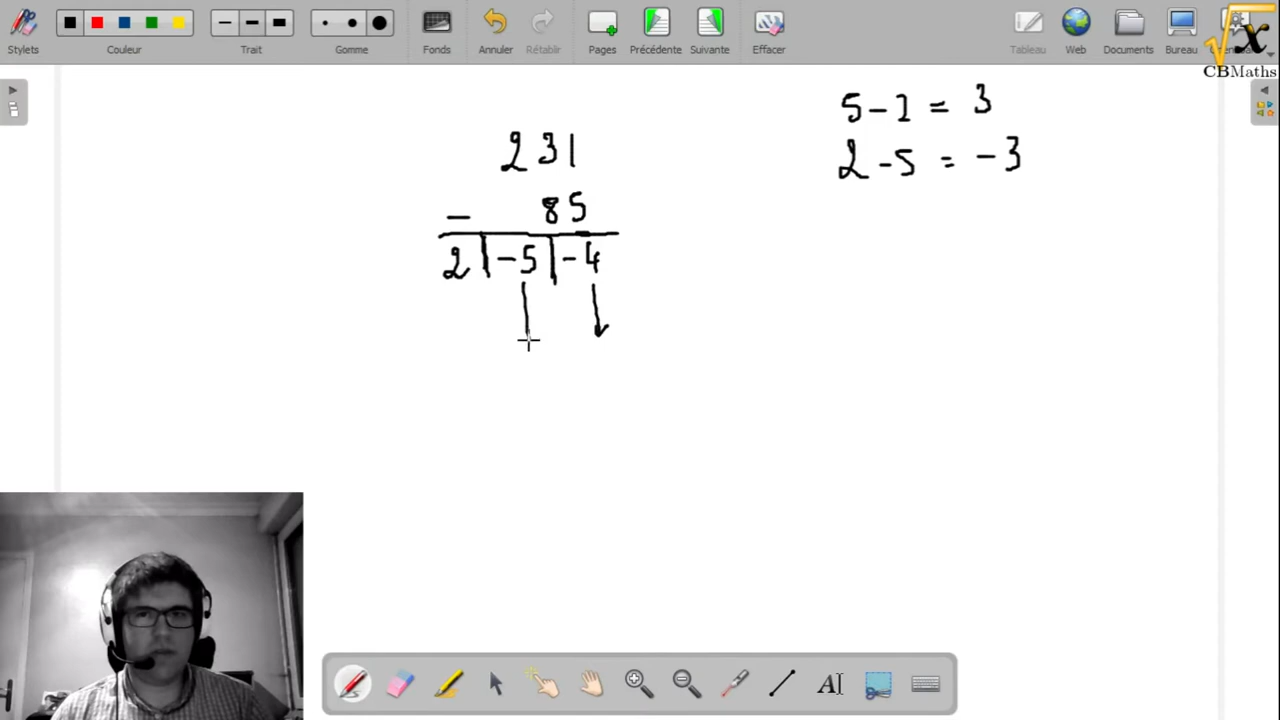 Stylets Couleur Trait Gomme Fonds Annuler Rétablir Pages Précédente Suivante Effacer Tableau Web Documents Bureau
√x
CBMaths
5 - 2 = 3
2 - 5 = -3
231
- 85
2 | -5 | -4
AI